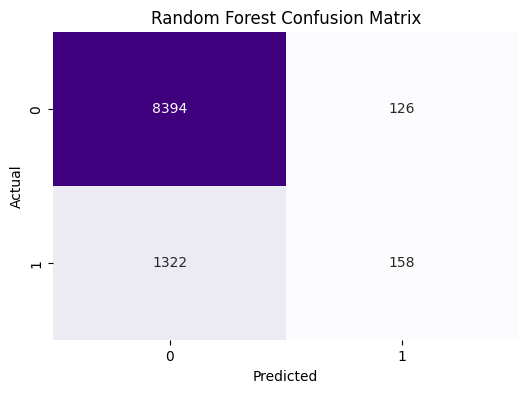 Random Forest Confusion Matrix
Actual
0
8394
126
1
1322
158
0
1
Predicted